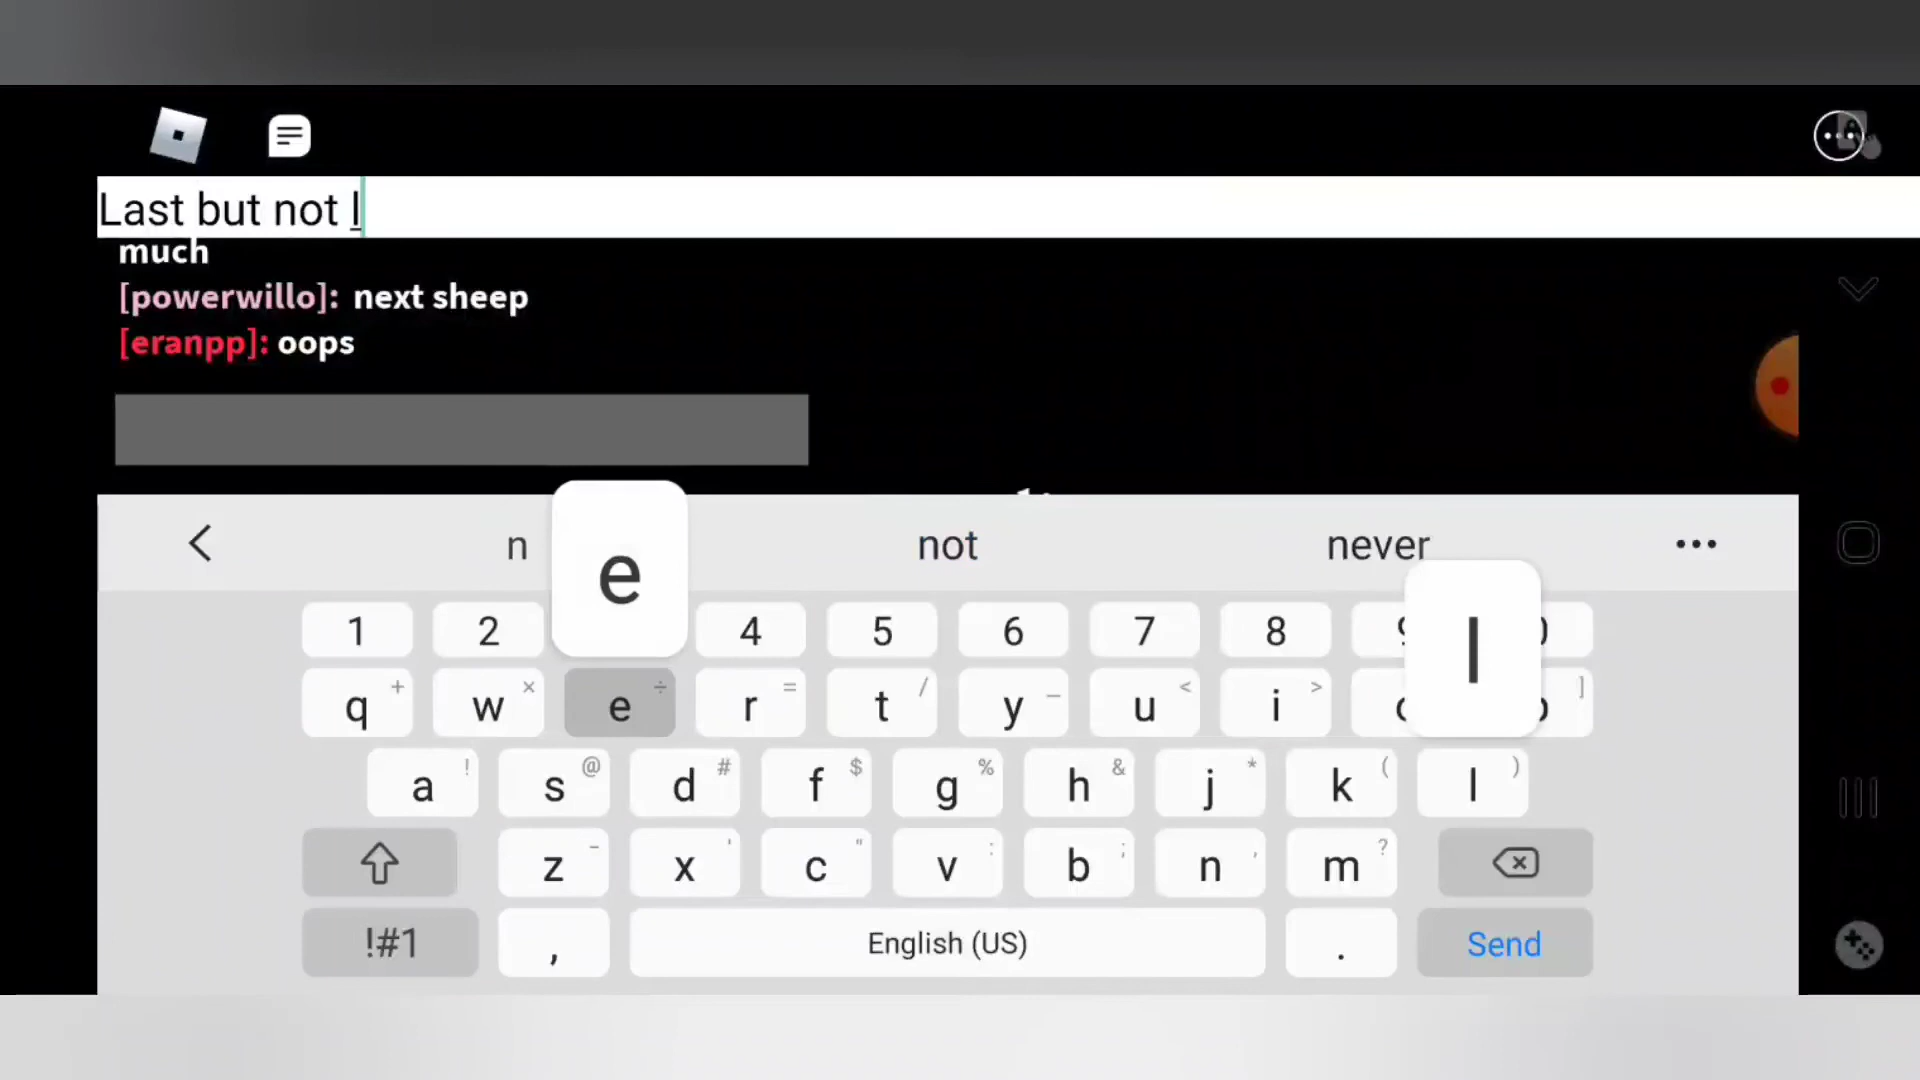 Last but not l
much
[powerwillo]: next sheep
[eranpp]: oops
n not never
e
1 2 4 5 6 7 8
l
q + w × e ÷ r = t / y _ u < i > ]
a ! s @ d # f $ g % h & j * k ( l )
z - x ' c " v : b ; n , m ?
!#1 , English (US) . Send